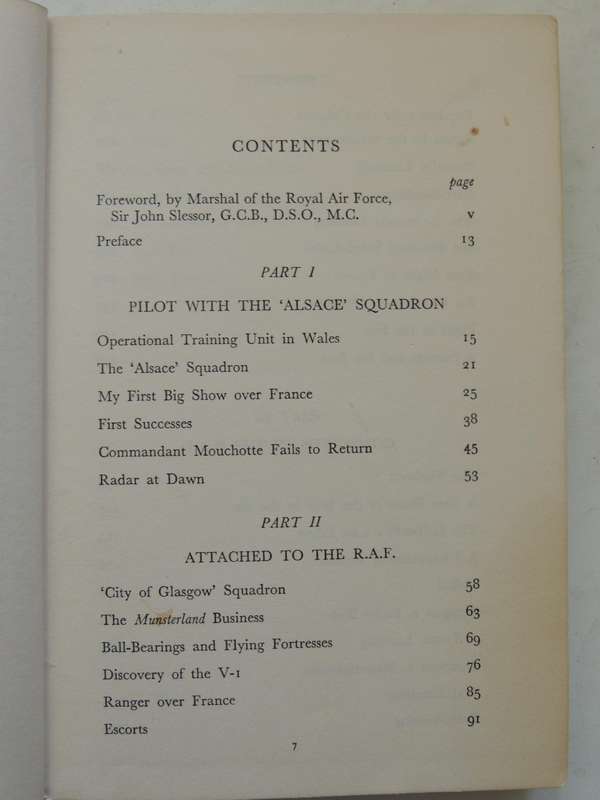 CONTENTS
page
Foreword, by Marshal of the Royal Air Force,
Sir John Slessor, G.C.B., D.S.O., M.C. v
Preface 13
PART I
PILOT WITH THE ‘ALSACE’ SQUADRON
Operational Training Unit in Wales 15
The ‘Alsace’ Squadron 21
My First Big Show over France 25
First Successes 38
Commandant Mouchotte Fails to Return 45
Radar at Dawn 53
PART II
ATTACHED TO THE R.A.F.
‘City of Glasgow’ Squadron 58
The Munsterland Business 63
Ball-Bearings and Flying Fortresses 69
Discovery of the V-1 76
Ranger over France 85
Escorts 91
7